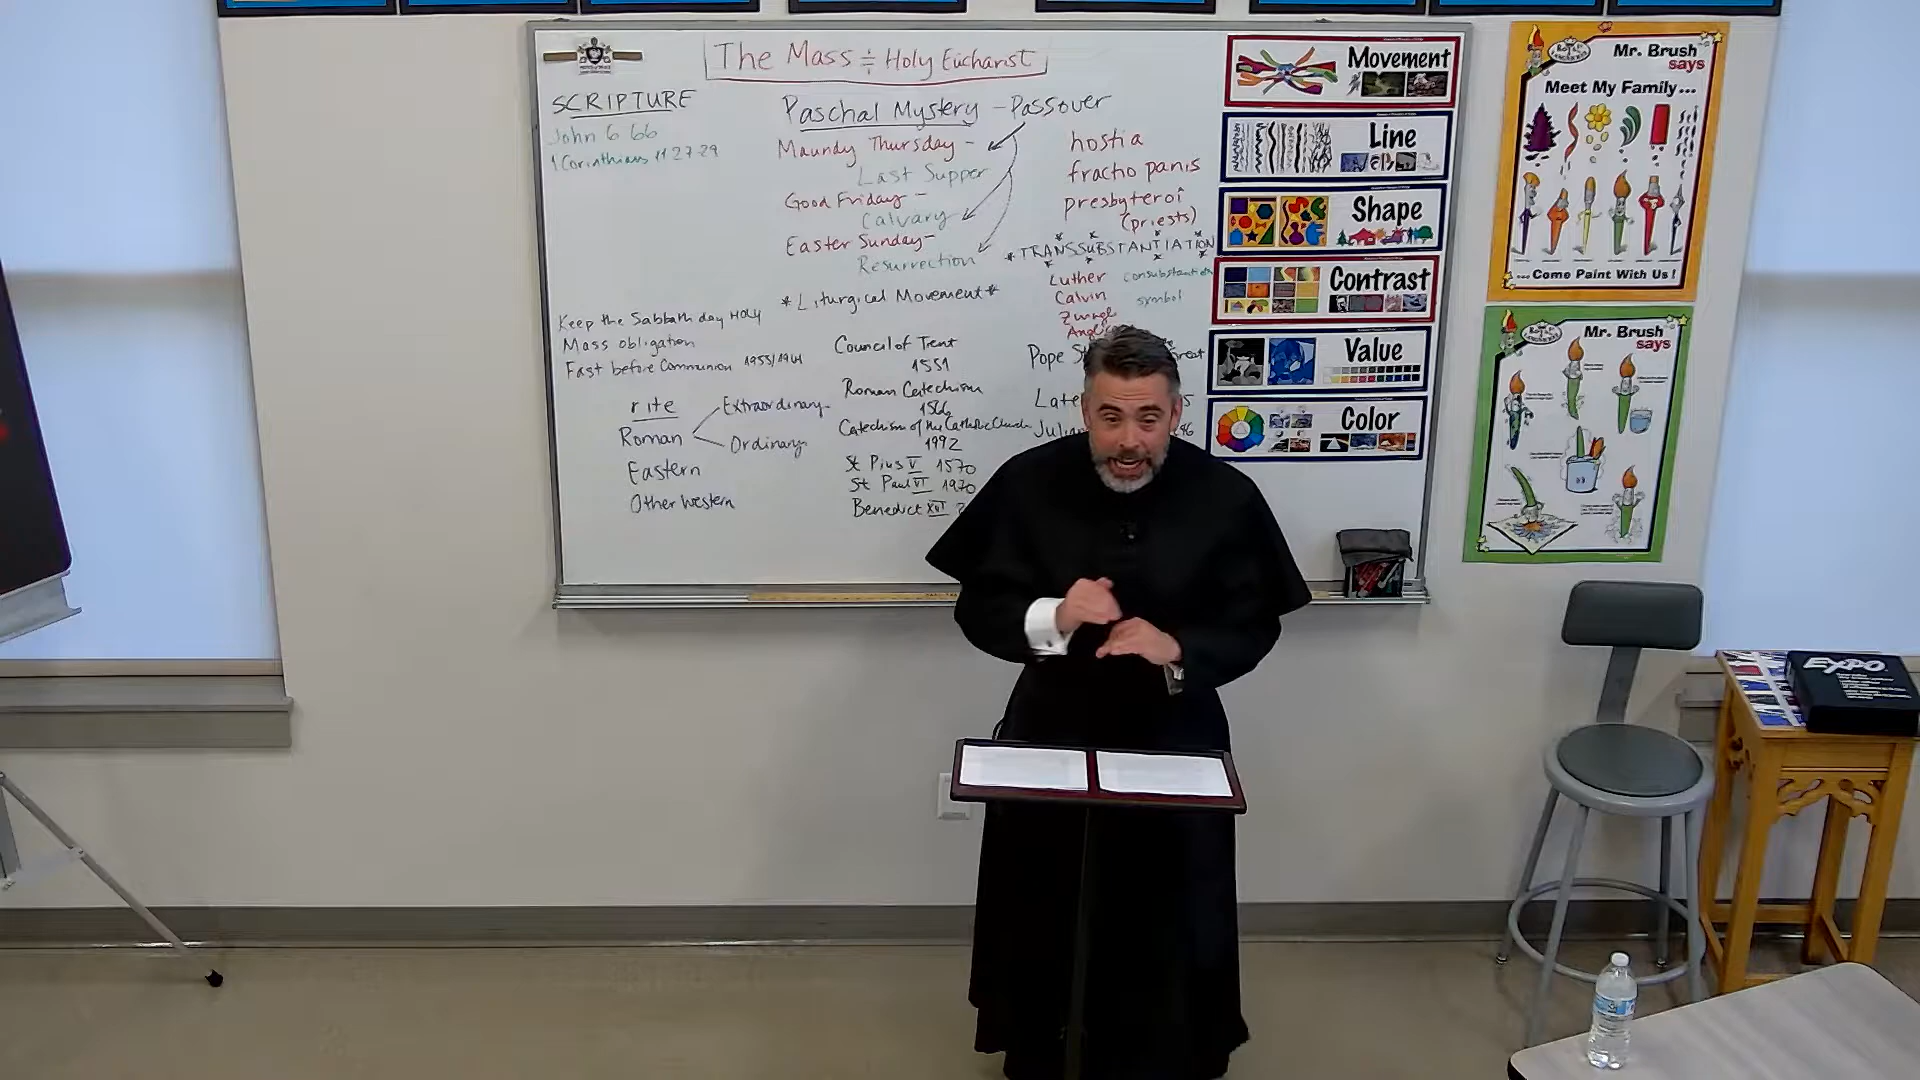 The Mass ÷ Holy Eucharist
SCRIPTURE
John 6 66
1 Corinthians 11 27-29
Keep the Sabbath day HOLY
Mass obligation
Fast before Communion 1953/1964
rite
Roman
Extraordinary
Ordinary
Eastern
Other Western
Paschal Mystery - Passover
Maundy Thursday -
Last Supper
Good Friday -
Calvary
Easter Sunday -
Resurrection
*Liturgical Movement*
Council of Trent
1551
Roman Catechism
1566
Catechism of the Catholic Church
1992
St Pius V 1570
St Paul VI 1970
Benedict XVI
hostia
fractio panis
presbyteroi
(priests)
*TRANSSUBSTANTIATION
Luther
Calvin symbol
Pope
Movement
Line
Shape
Contrast
Value
Color
Mr. Brush
says
Meet My Family...
...Come Paint With Us!
Mr. Brush
says
EXPO